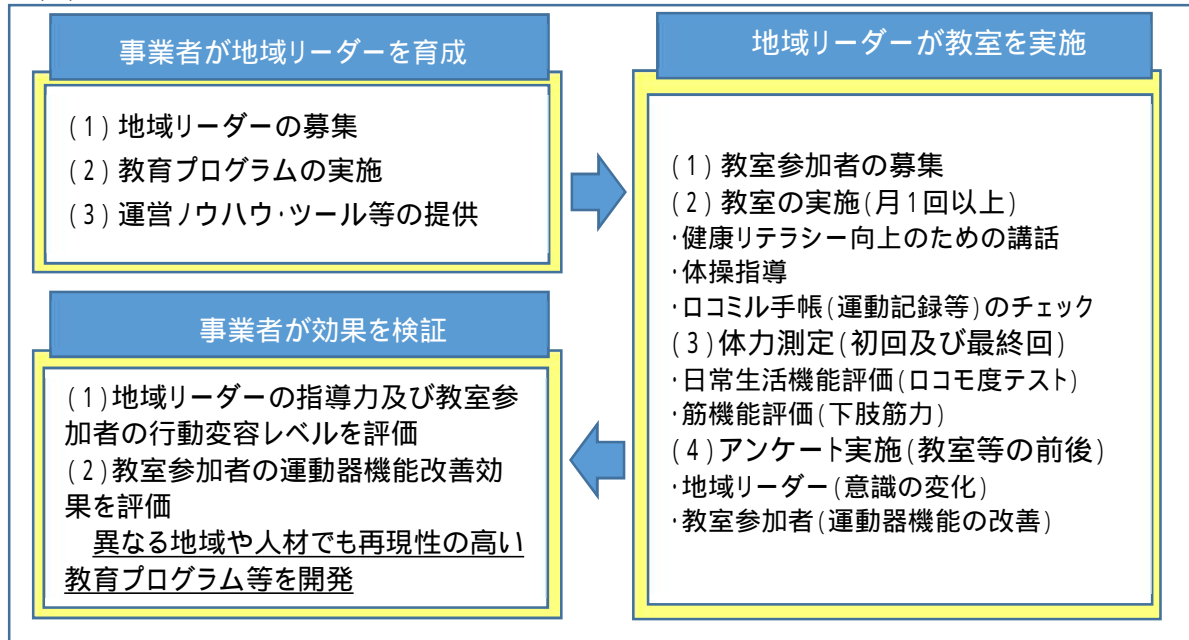 事業者が地域リーダーを育成
(1)地域リーダーの募集
(2)教育プログラムの実施
(3)運営ノウハウ・ツール等の提供
地域リーダーが教室を実施
(1)教室参加者の募集
(2)教室の実施(月1回以上)
・健康リテラシー向上のための講話
・体操指導
・ロコミル手帳(運動記録等)のチェック
(3)体力測定(初回及び最終回)
・日常生活機能評価(ロコモ度テスト)
・筋機能評価(下肢筋力)
(4)アンケート実施(教室等の前後)
・地域リーダー(意識の変化)
・教室参加者(運動器機能の改善)
事業者が効果を検証
(1)地域リーダーの指導力及び教室参
加者の行動変容レベルを評価
(2)教室参加者の運動器機能改善効
果を評価
異なる地域や人材でも再現性の高い
教育プログラム等を開発